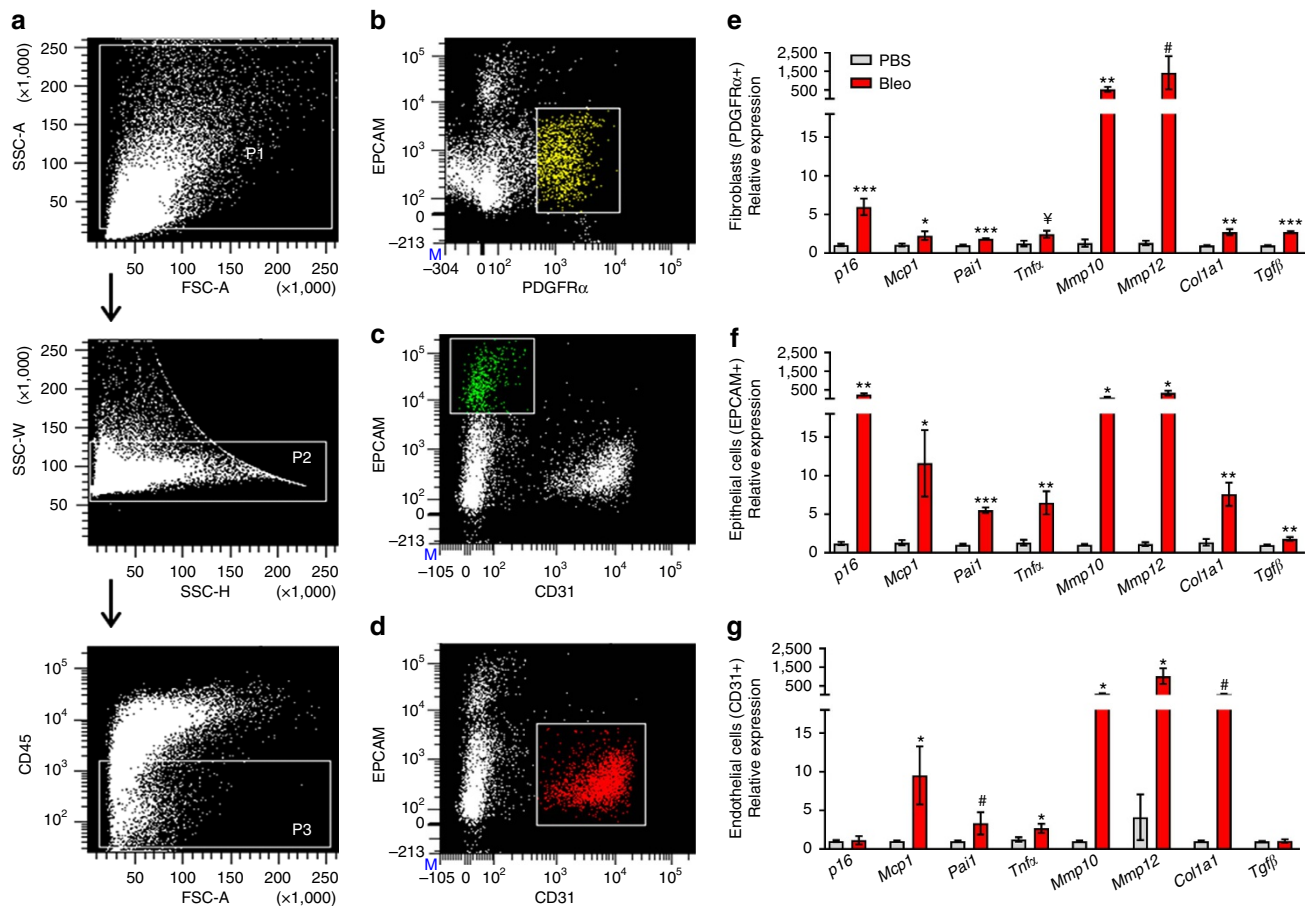 a
250
200
150
100
50
SSC-A (×1,000)
P1
50 100 150 200 250
FSC-A (×1,000)
250
200
150
100
50
SSC-W (×1,000)
P2
50 100 150 200 250
SSC-H (×1,000)
10⁵
10⁴
10³
10²
CD45
P3
50 100 150 200 250
FSC-A (×1,000)
b
10⁵
10⁴
10³
10²
0
−213
EPCAM
M
−304 0 10² 10³ 10⁴ 10⁵
PDGFRα
c
10⁵
10⁴
10³
10²
0
−213
EPCAM
M
−105 0 10² 10³ 10⁴ 10⁵
CD31
d
10⁵
10⁴
10³
10²
0
−213
EPCAM
M
−105 0 10² 10³ 10⁴ 10⁵
CD31
e
Fibroblasts (PDGFRα+)
Relative expression
2,500
1,500
500
15
10
5
0
PBS
Bleo
*** * *** ¥ ** # ** ***
p16 Mcp1 Pai1 Tnfα Mmp10 Mmp12 Col1a1 Tgfβ
f
Epithelial cells (EPCAM+)
Relative expression
2,500
1,500
500
15
10
5
0
** * *** ** * * ** **
p16 Mcp1 Pai1 Tnfα Mmp10 Mmp12 Col1a1 Tgfβ
g
Endothelial cells (CD31+)
Relative expression
2,500
1,500
500
15
10
5
0
* # * * * #
p16 Mcp1 Pai1 Tnfα Mmp10 Mmp12 Col1a1 Tgfβ